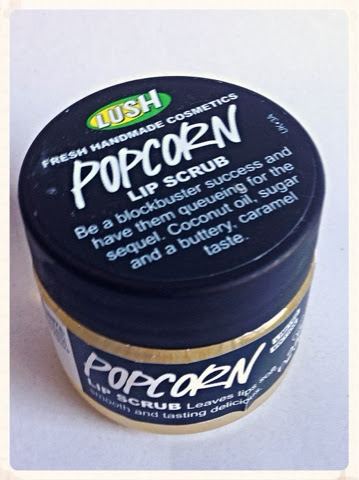 LUSH
FRESH HANDMADE COSMETICS
POPCORN
LIP SCRUB
Be a blockbuster success and
have them queueing for the
sequel. Coconut oil, sugar
and a buttery, caramel
taste.
POPCORN
LIP SCRUB Leaves lips
smooth and tasting